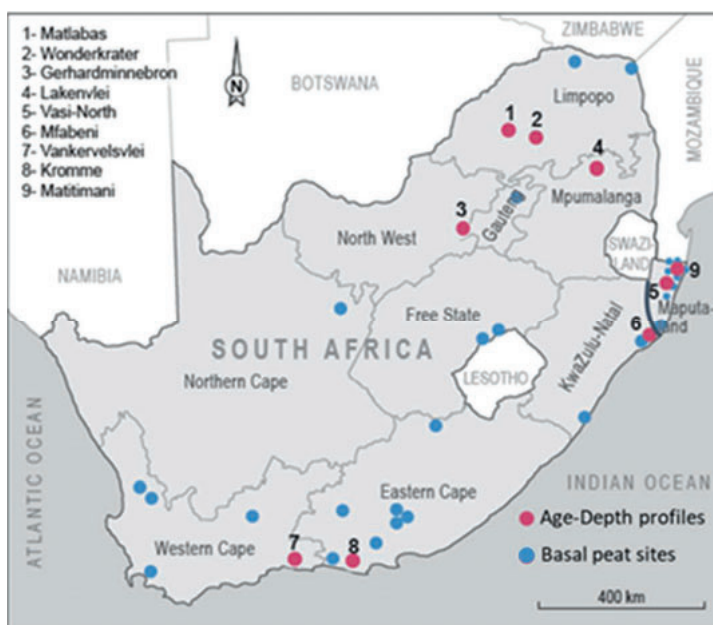 1- Matlabas
2- Wonderkrater
3- Gerhardminnebron
4- Lakenvlei
5- Vasi-North
6- Mfabeni
7- Vankervelsvlei
8- Kromme
9- Matitimani
N
ZIMBABWE
BOTSWANA
MOZAMBIQUE
Limpopo
1
2
4
Mpumalanga
3
Gauteng
North West
SWAZI-
LAND
NAMIBIA
9
5
Maputa-
land
6
Free State
KwaZulu-Natal
SOUTH AFRICA
Northern Cape
LESOTHO
ATLANTIC OCEAN
INDIAN OCEAN
Eastern Cape
Western Cape
7
8
Age-Depth profiles
Basal peat sites
400 km